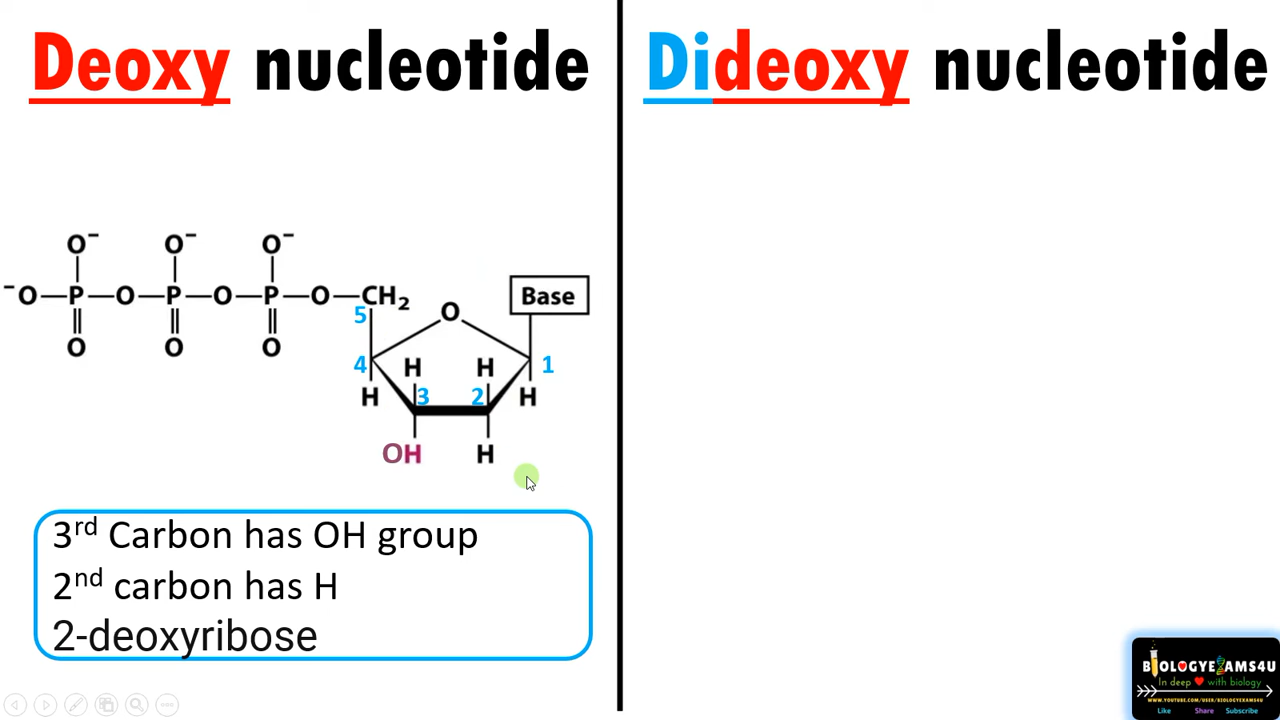 Deoxy nucleotide
Dideoxy nucleotide
O⁻ O⁻ O⁻
⁻O—P—O—P—O—P—O—CH₂
O O O
5
O
Base
4 H H 1
H 3 2 H
OH H
3rd Carbon has OH group
2nd carbon has H
2-deoxyribose
BIOLOGYEXAMS4U
In deep ❤ with biology
WWW.YOUTUBE.COM/USER/BIOLOGYEXAMS4U
Like Share Subscribe